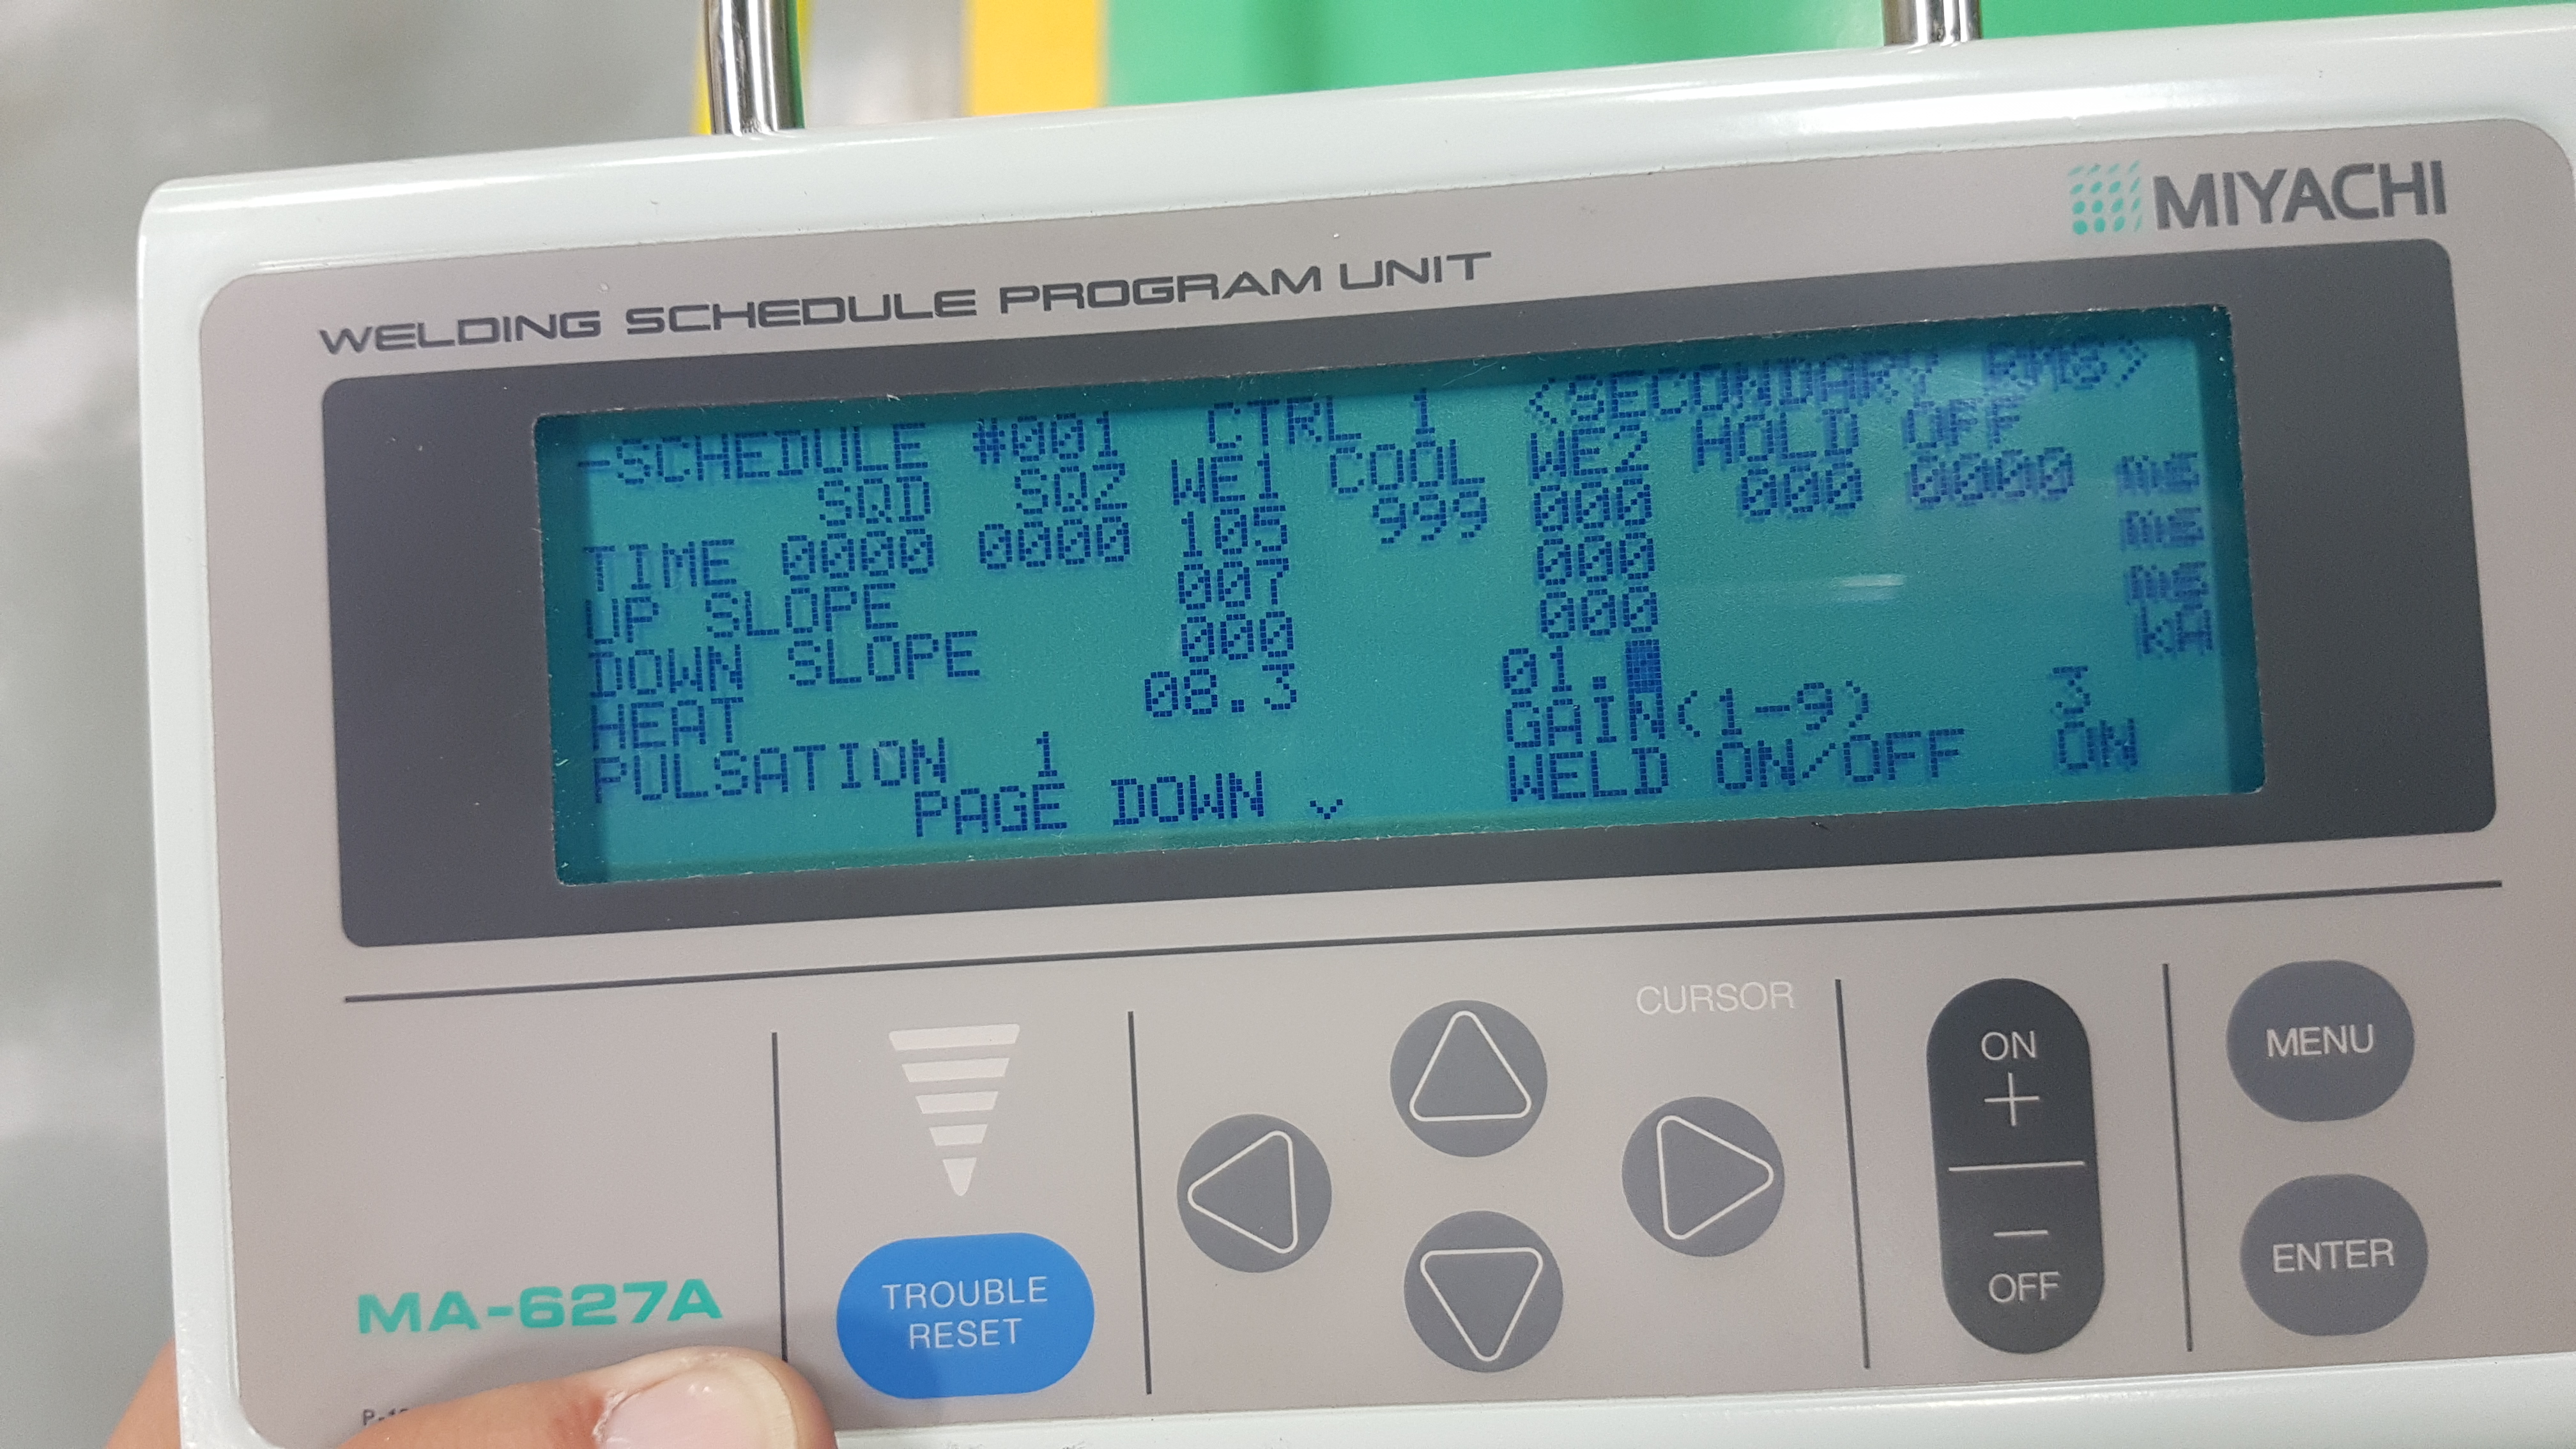 MIYACHI
WELDING SCHEDULE PROGRAM UNIT
-SCHEDULE #001 CTRL 1 <SECONDARY RMS>
SQD SQZ WE1 COOL WE2 HOLD OFF
TIME 0000 0000 105 999 000 000 0000 ms
UP SLOPE 007 000 ms
DOWN SLOPE 000 000 ms
HEAT 08.3 01. kA
PULSATION 1 GAiN(1-9) 3
PAGE DOWN ⌄ WELD ON/OFF ON
CURSOR
ON
+
−
OFF
MENU
ENTER
TROUBLE
RESET
MA-627A